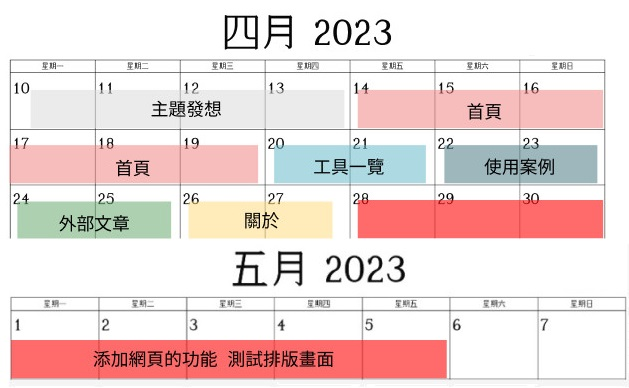 四月 2023
星期一 星期二 星期三 星期四 星期五 星期六 星期日
10 11 12 13 14 15 16
主題發想 首頁
17 18 19 20 21 22 23
首頁 工具一覽 使用案例
24 25 26 27 28 29 30
外部文章 關於
五月 2023
星期一 星期二 星期三 星期四 星期五 星期六 星期日
1 2 3 4 5 6 7
添加網頁的功能 測試排版畫面